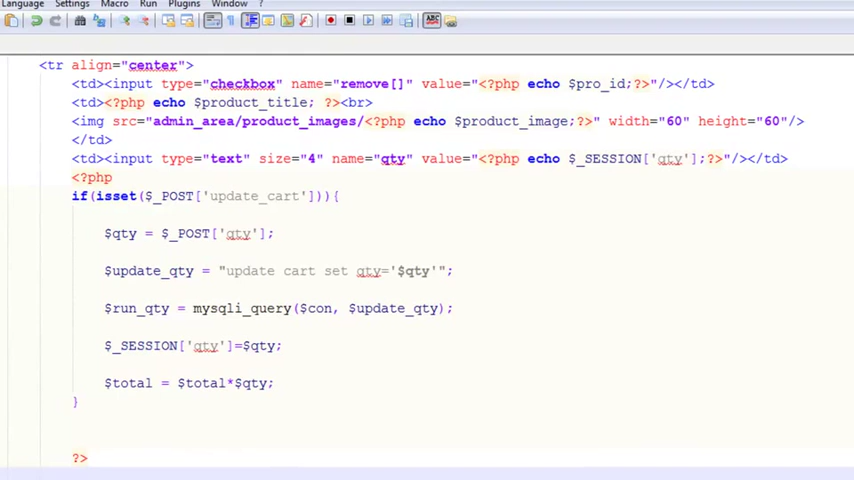 Language Settings Macro Run Plugins Window ?
ABC
<tr align="center">
<td><input type="checkbox" name="remove[]" value="<?php echo $pro_id;?>"/></td>
<td><?php echo $product_title; ?><br>
<img src="admin_area/product_images/<?php echo $product_image;?>" width="60" height="60"/>
</td>
<td><input type="text" size="4" name="qty" value="<?php echo $_SESSION['qty'];?>"/></td>
<?php
if(isset($_POST['update_cart'])){
$qty = $_POST['qty'];
$update_qty = "update cart set qty='$qty'";
$run_qty = mysqli_query($con, $update_qty);
$_SESSION['qty']=$qty;
$total = $total*$qty;
}
?>